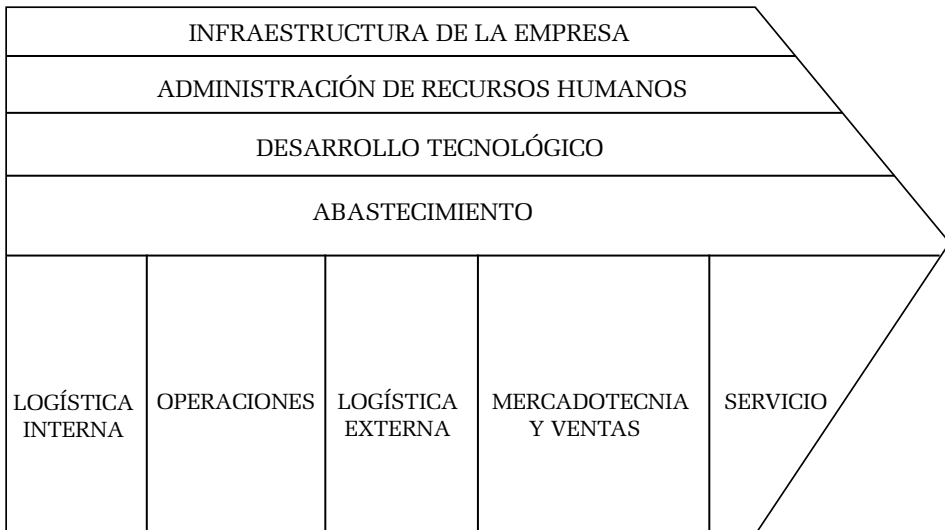 INFRAESTRUCTURA DE LA EMPRESA
ADMINISTRACIÓN DE RECURSOS HUMANOS
DESARROLLO TECNOLÓGICO
ABASTECIMIENTO
LOGÍSTICA
INTERNA
OPERACIONES
LOGÍSTICA
EXTERNA
MERCADOTECNIA
Y VENTAS
SERVICIO